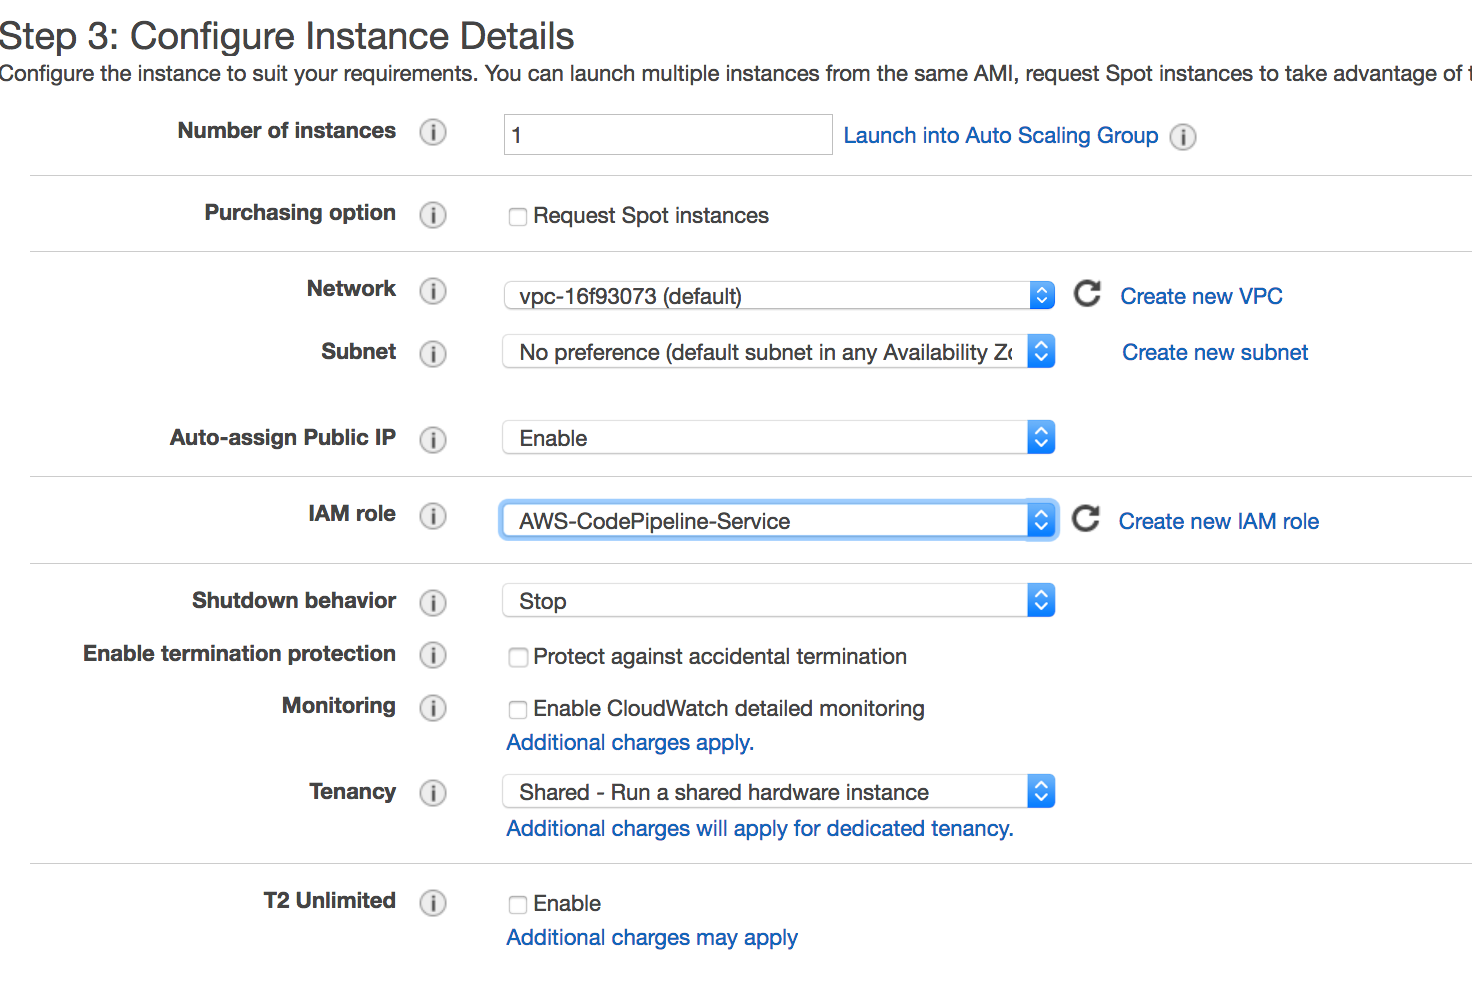 Step 3: Configure Instance Details
Configure the instance to suit your requirements. You can launch multiple instances from the same AMI, request Spot instances to take advantage of
Number of instances 1 Launch into Auto Scaling Group
Purchasing option Request Spot instances
Network vpc-16f93073 (default) Create new VPC
Subnet No preference (default subnet in any Availability Create new subnet
Auto-assign Public IP Enable
IAM role AWS-CodePipeline-Service Create new IAM role
Shutdown behavior Stop
Enable termination protection Protect against accidental termination
Monitoring Enable CloudWatch detailed monitoring
Additional charges apply.
Tenancy Shared - Run a shared hardware instance
Additional charges will apply for dedicated tenancy.
T2 Unlimited Enable
Additional charges may apply